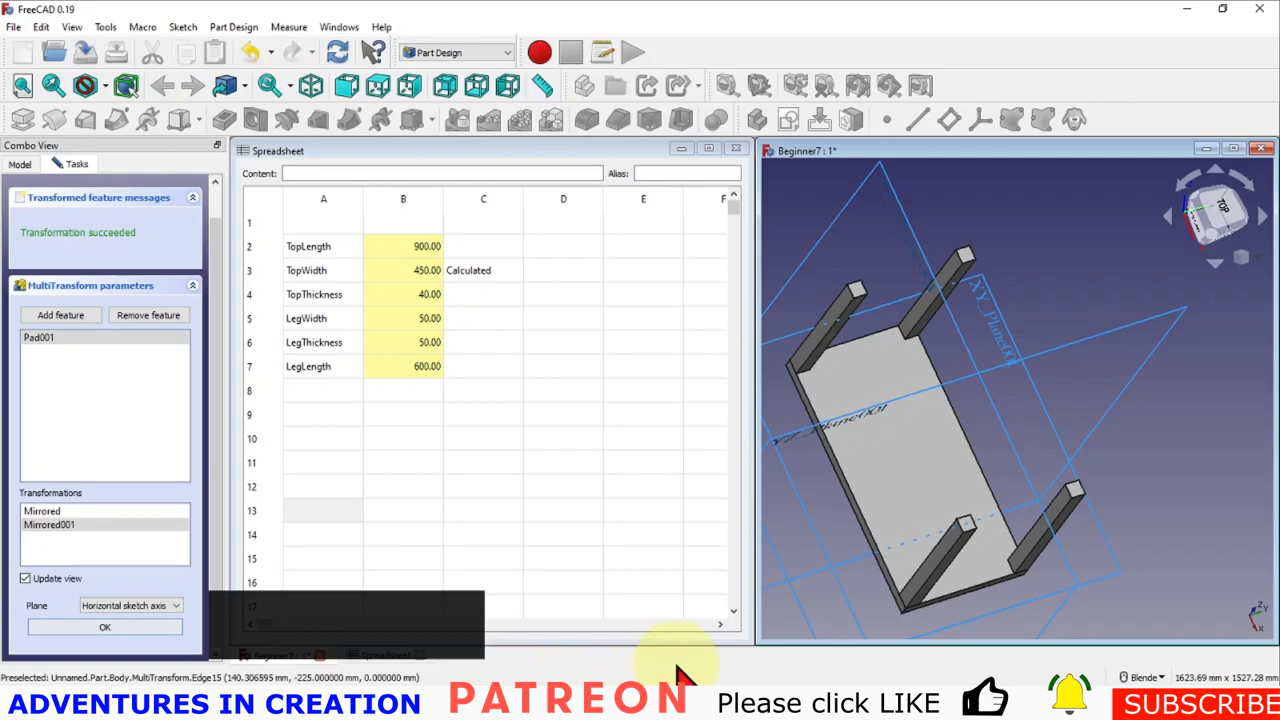 FreeCAD 0.19
File Edit View Tools Macro Sketch Part Design Measure Windows Help
Part Design
Combo View
Model Tasks
Transformed feature messages
Transformation succeeded
MultiTransform parameters
Add feature Remove feature
Pad001
Transformations
Mirrored
Mirrored001
Update view
Plane Horizontal sketch axis
OK
Spreadsheet
Content: Alias:
A B C D E F
1
2 TopLength 900.00
3 TopWidth 450.00 Calculated
4 TopThickness 40.00
5 LegWidth 50.00
6 LegThickness 50.00
7 LegLength 600.00
8
9
10
11
12
13
14
15
16
17
Beginner7 : 1*
TOP
Z Y
X
Beginner7 : 1* Spreadsheet
Preselected: Unnamed.Part.Body.MultiTransform.Edge15 (140.306595 mm, -225.000000 mm, 0.000000 mm)
Blende 1623.69 mm x 1527.28 mm
ADVENTURES IN CREATION PATREON Please click LIKE SUBSCRIBE